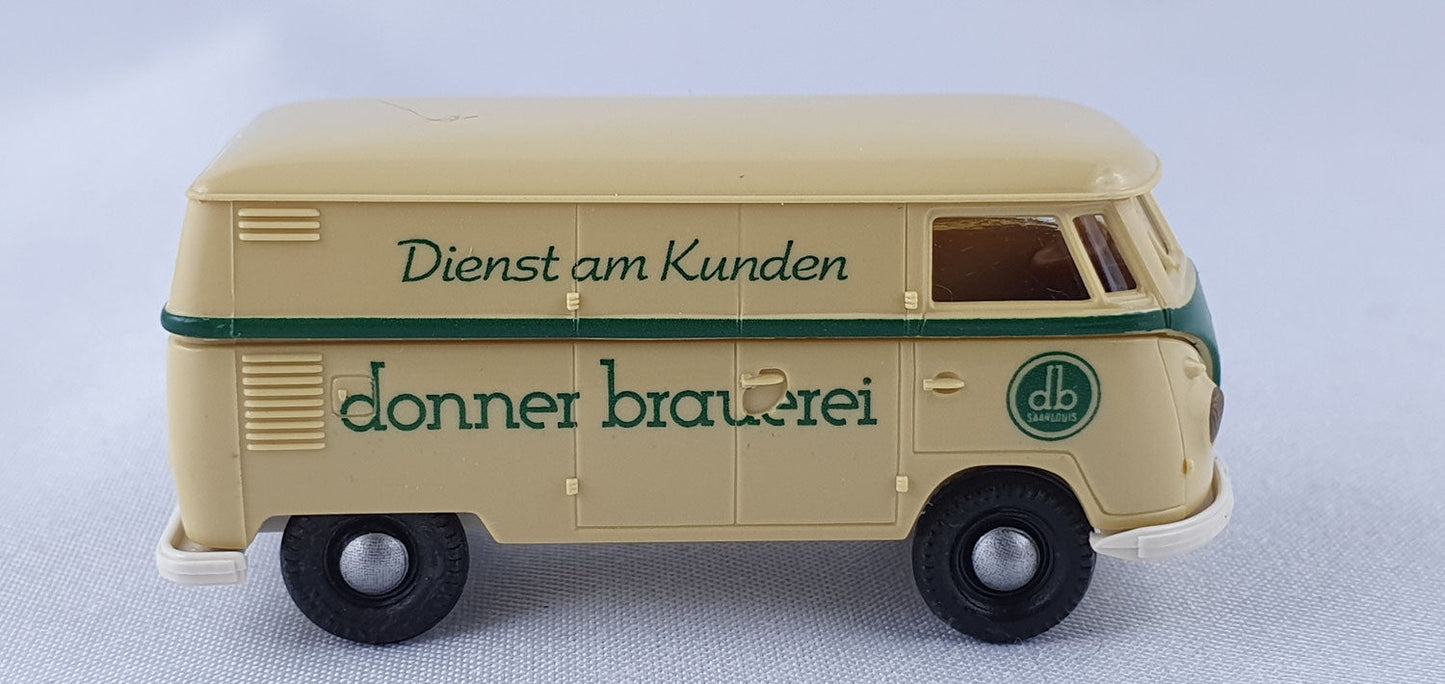 Dienst am Kunden
donner brauerei
db
SAARLOUIS